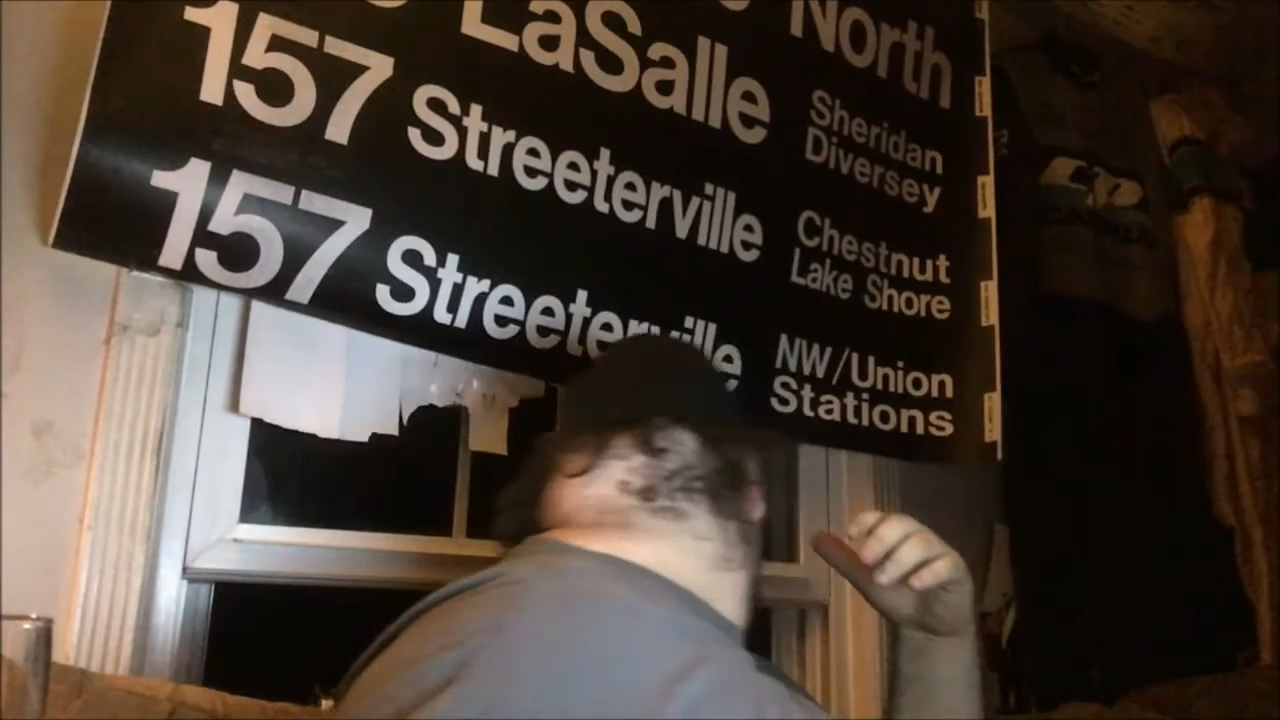 LaSalle North
157 Streeterville Sheridan
Diversey
157 Streeterville Chestnut
Lake Shore
NW/Union
Stations